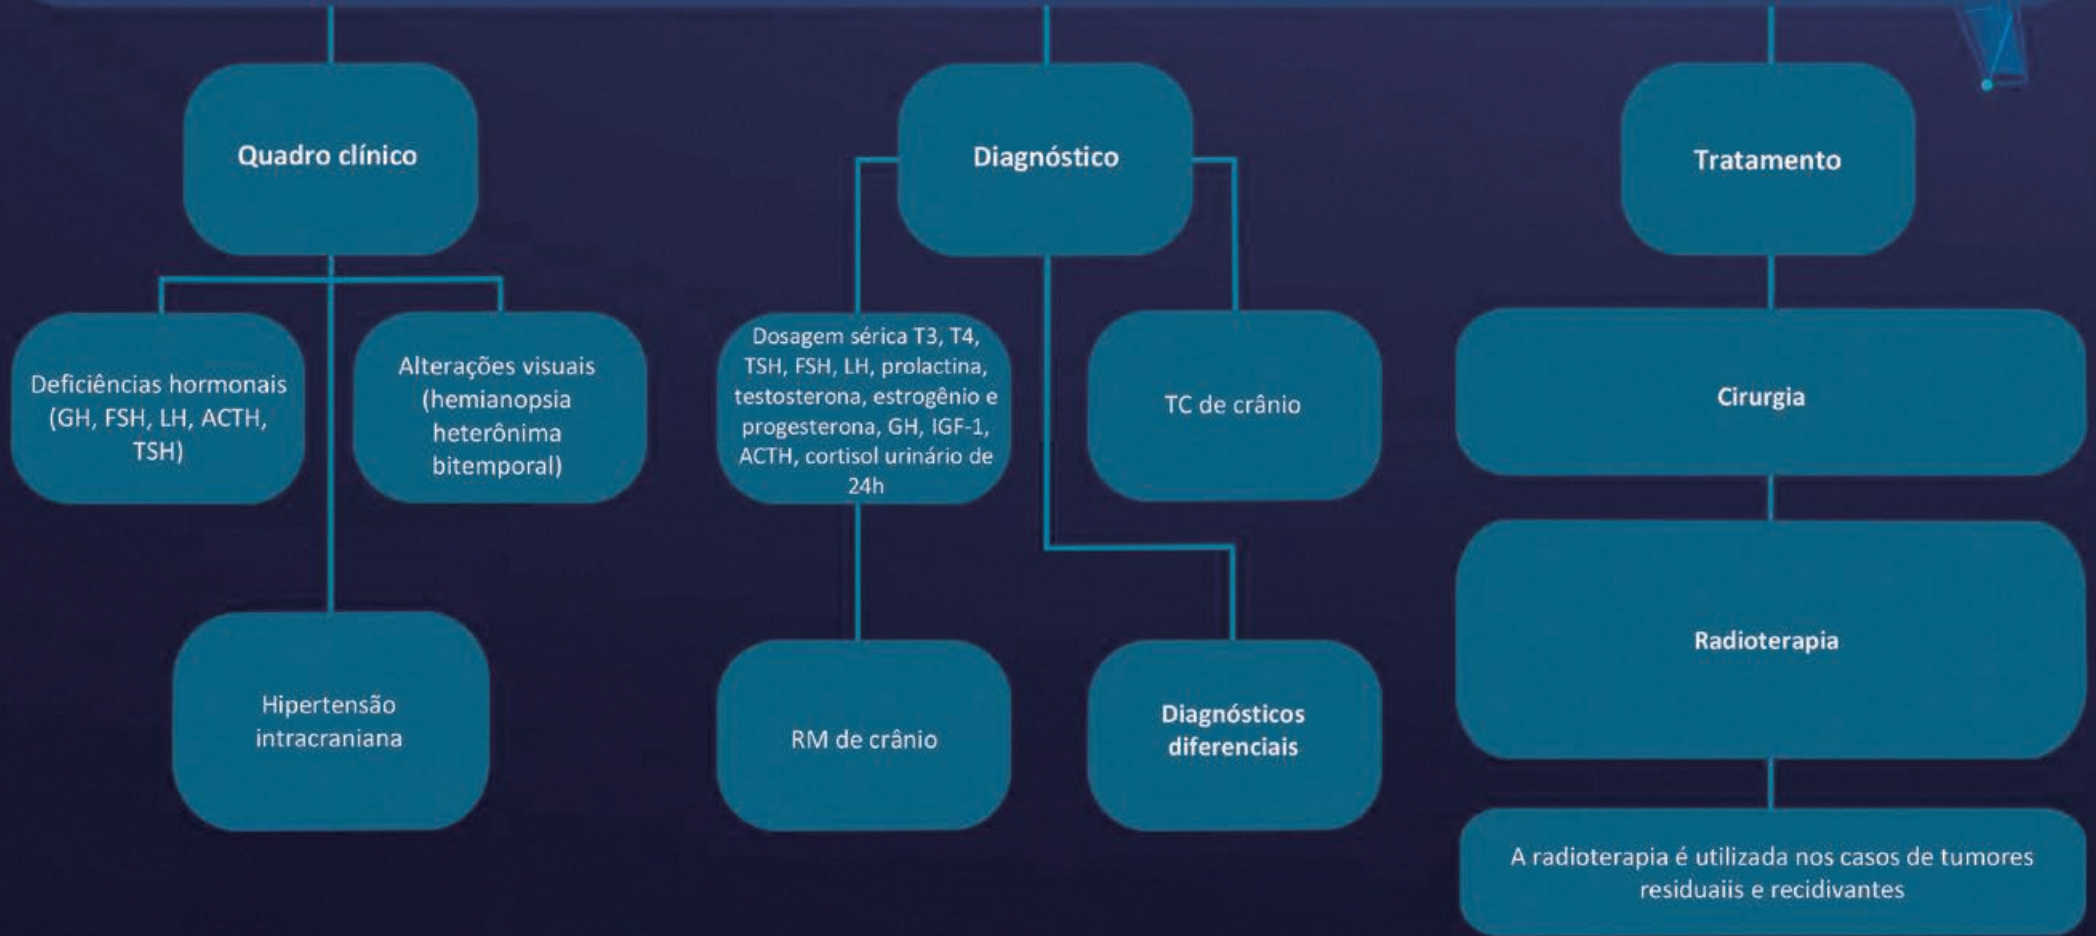 Quadro clínico
Diagnóstico
Tratamento
Deficiências hormonais
(GH, FSH, LH, ACTH,
TSH)
Alterações visuais
(hemianopsia
heterônima
bitemporal)
Dosagem sérica T3, T4,
TSH, FSH, LH, prolactina,
testosterona, estrogênio e
progesterona, GH, IGF-1,
ACTH, cortisol urinário de
24h
TC de crânio
Cirurgia
Hipertensão
intracraniana
RM de crânio
Diagnósticos
diferenciais
Radioterapia
A radioterapia é utilizada nos casos de tumores
residuaiis e recidivantes